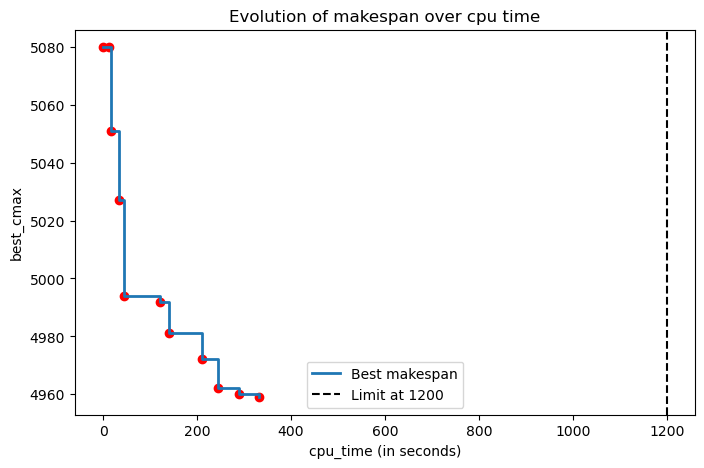 Evolution of makespan over cpu time
best_cmax
5080
5060
5040
5020
5000
4980
4960
0
200
400
600
800
1000
1200
cpu_time (in seconds)
Best makespan
Limit at 1200